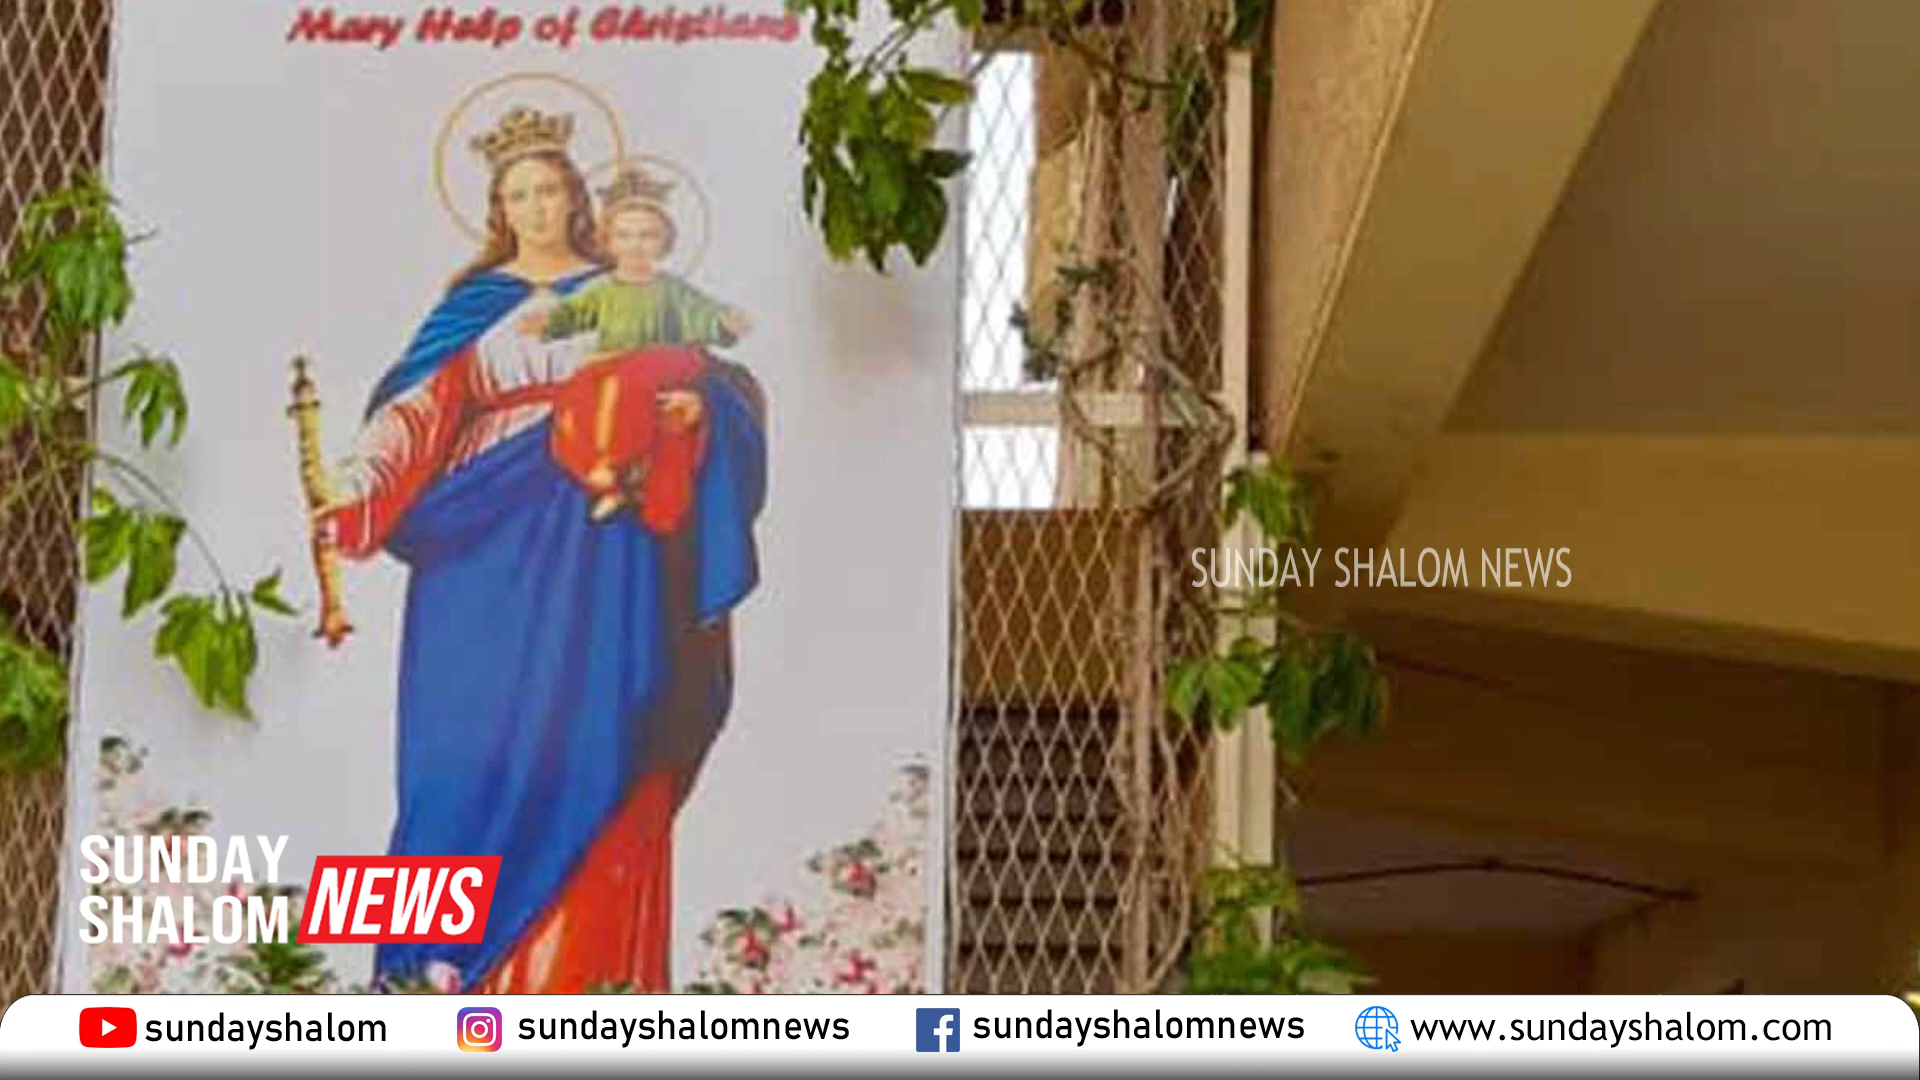 Mary Help of Christians
SUNDAY SHALOM NEWS
SUNDAY
SHALOM
NEWS
sundayshalom
sundayshalomnews
sundayshalomnews
www.sundayshalom.com